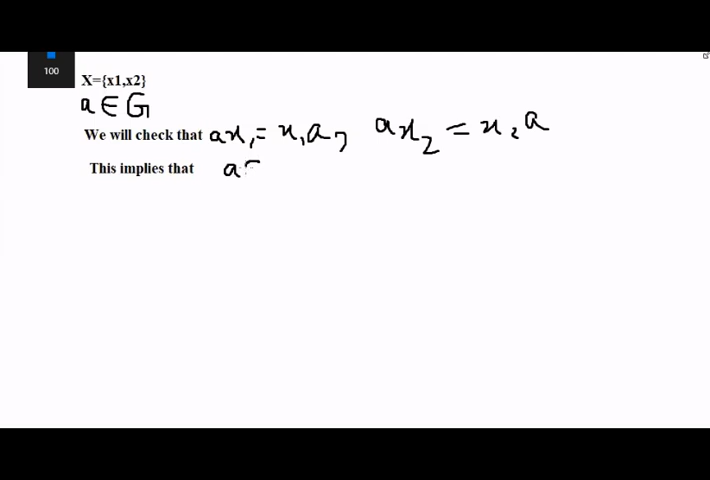 100
X={x1,x2}
a ∈ G
We will check that ax₁ = x₁a, ax₂ = x₂a
This implies that a